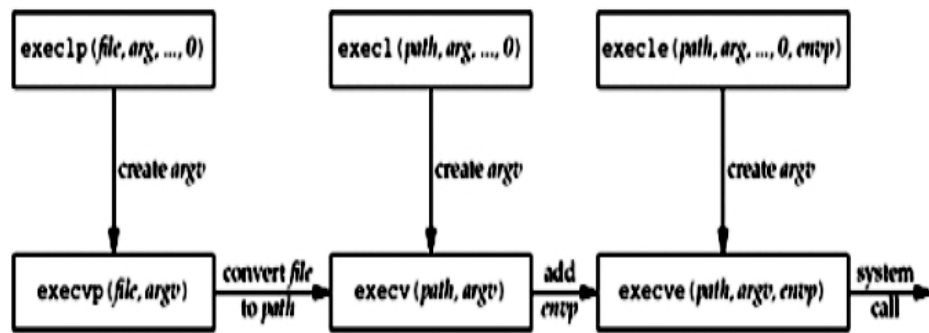 execlp(file, arg, ..., 0)
execl(path, arg, ..., 0)
execle(path, arg, ..., 0, envp)
create argv
create argv
create argv
execvp(file, argv)
convert file
to path
execv(path, argv)
add
envp
execve(path, argv, envp)
system
call